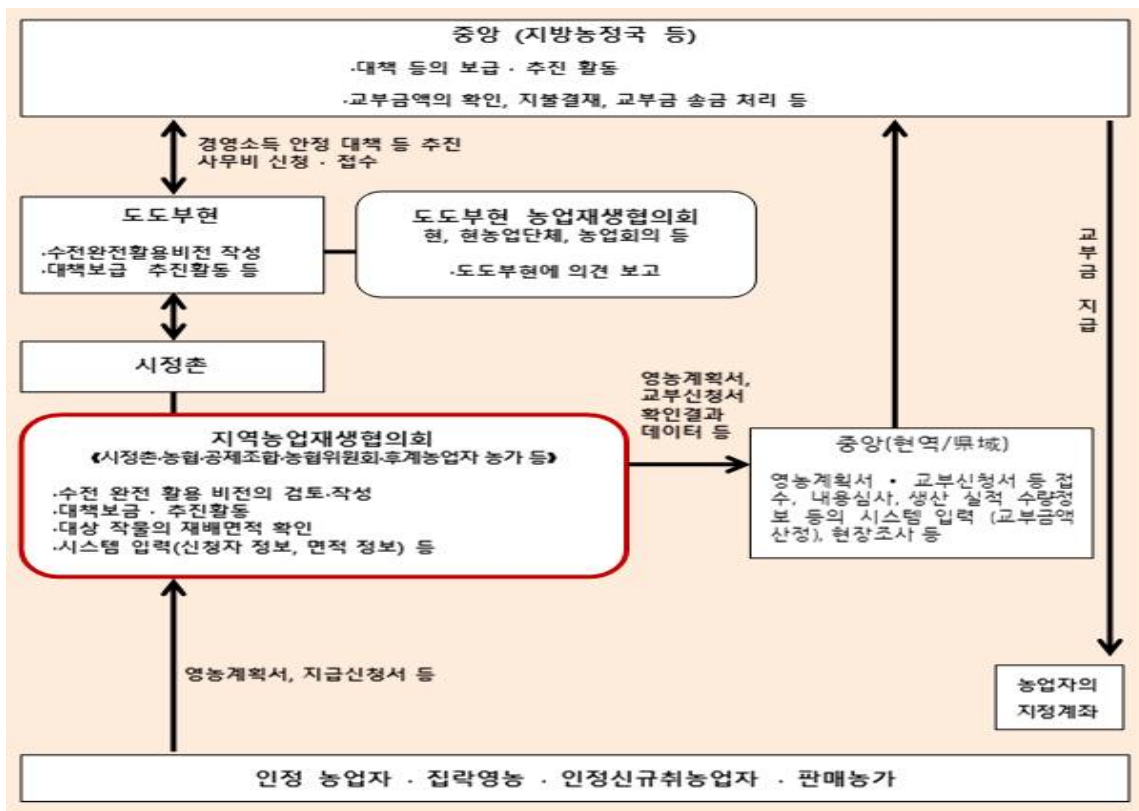 중앙 (지방농정국 등)
·대책 등의 보급 · 추진 활동
·교부금액의 확인, 지불결재, 교부금 송금 처리 등
경영소득 안정 대책 등 추진
사무비 신청 · 접수
도도부현
·수전완전활용비전 작성
·대책보급 추진활동 등
도도부현 농업재생협의회
현, 현농업단체, 농업회의 등
·도도부현에 의견 보고
교부금 지급
시정촌
영농계획서,
교부신청서
확인결과
데이터 등
지역농업재생협의회
《시정촌·농협·공제조합·농협위원회·후계농업자 농가 등》
·수전 완전 활용 비전의 검토·작성
·대책보금 · 추진활동
·대상 작물의 재배면적 확인
·시스템 입력(신청자 정보, 면적 정보) 등
중앙(현역/県域)
영농계획서 · 교부신청서 등 접
수, 내용심사, 생산 실적 수량정
보 등의 시스템 입력 (교부금액
산정), 현장조사 등
영농계획서, 지급신청서 등
농업자의
지정계좌
인정 농업자 · 집락영농 · 인정신규취농업자 · 판매농가